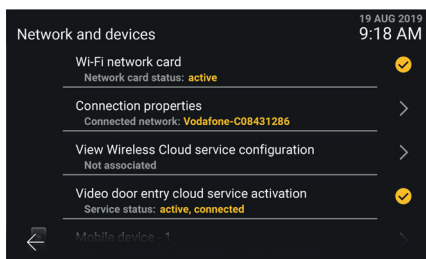 19 AUG 2019
Network and devices
9:18 AM
Wi-Fi network card
Network card status: active
Connection properties
Connected network: Vodafone-C08431286
View Wireless Cloud service configuration
Not associated
Video door entry cloud service activation
Service status: active, connected
Mobile device - 1